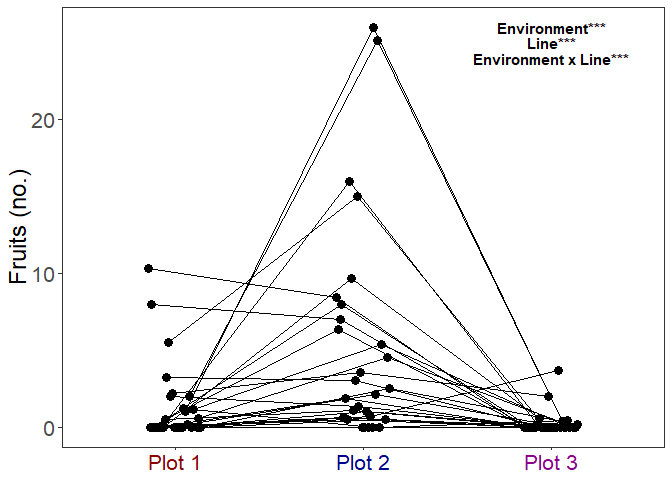 Environment***
Line***
Environment x Line***
Fruits (no.)
20
10
0
Plot 1 Plot 2 Plot 3